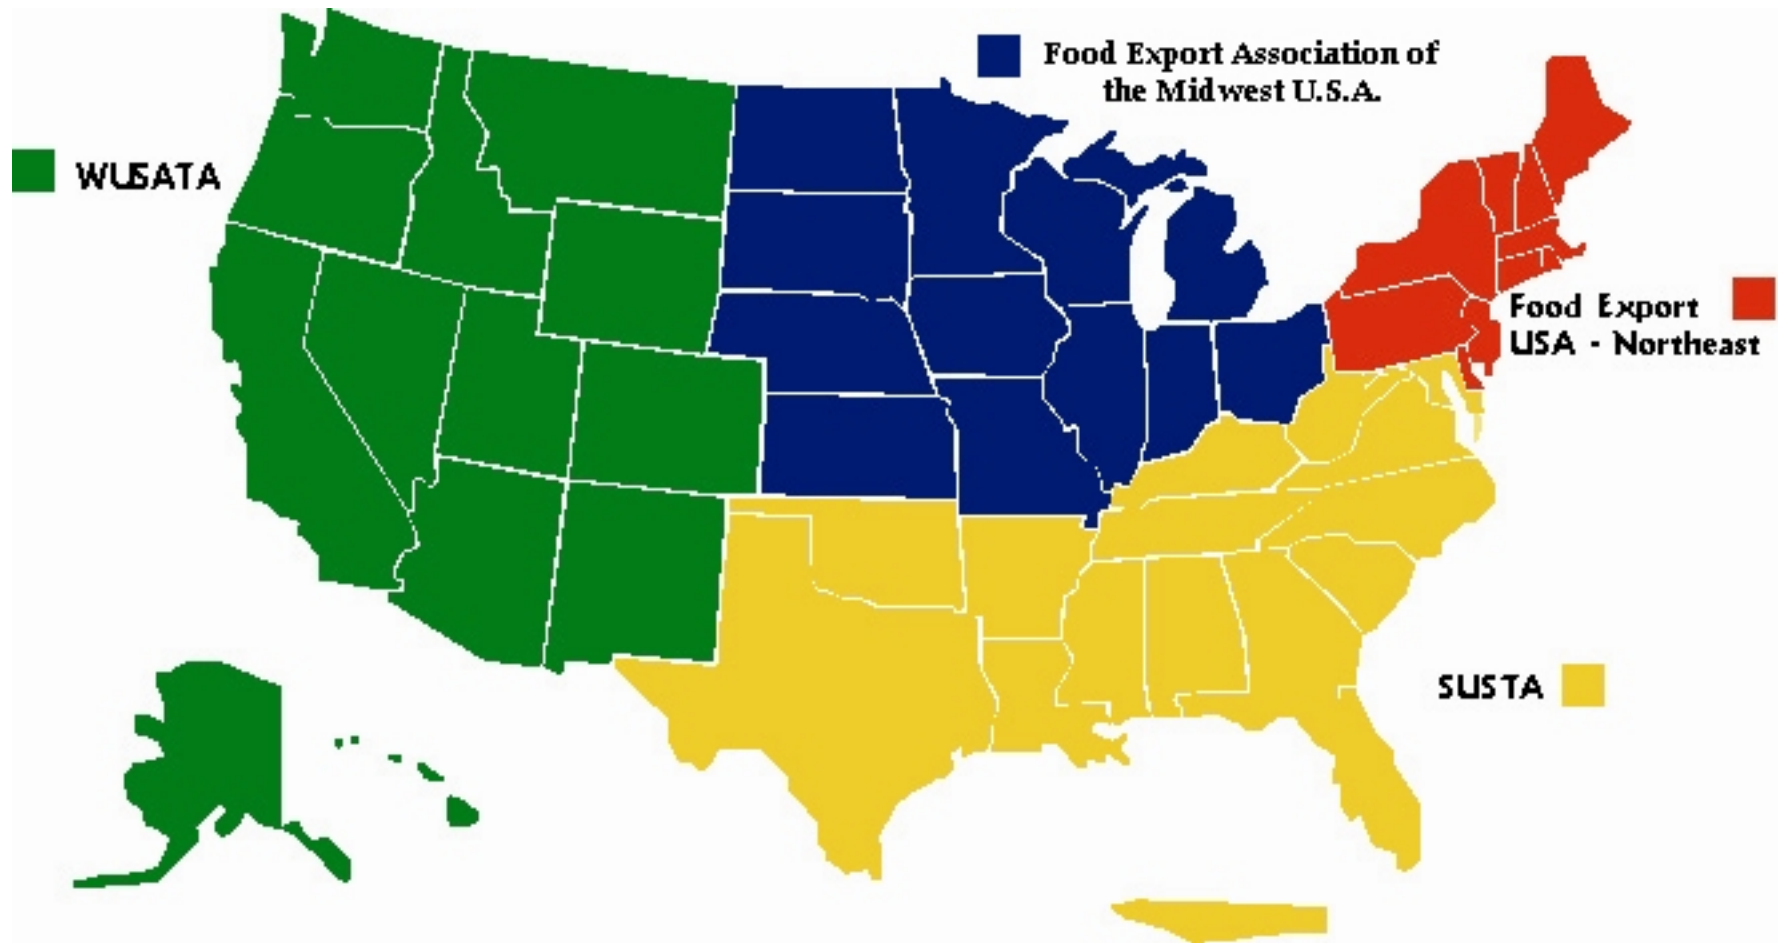 Food Export Association of
the Midwest U.S.A.
WUSATA
Food Export
USA - Northeast
SUSTA